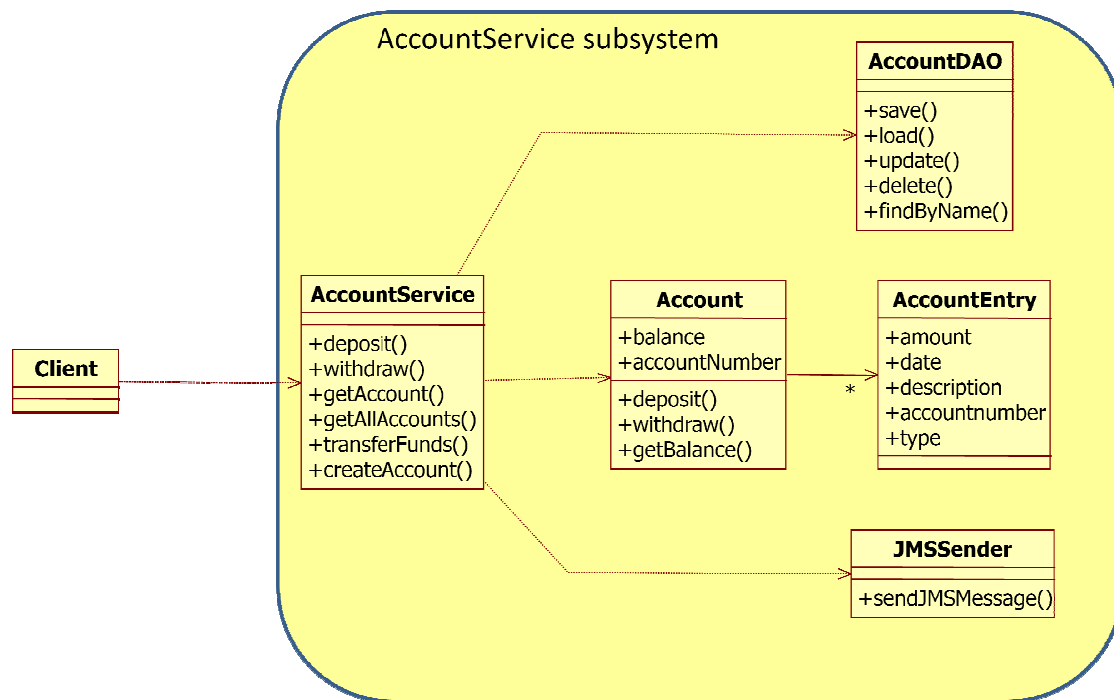 AccountService subsystem
AccountDAO
+save()
+load()
+update()
+delete()
+findByName()
Client
AccountService
+deposit()
+withdraw()
+getAccount()
+getAllAccounts()
+transferFunds()
+createAccount()
Account
+balance
+accountNumber
+deposit()
+withdraw()
+getBalance()
*
AccountEntry
+amount
+date
+description
+accountnumber
+type
JMSSender
+sendJMSMessage()